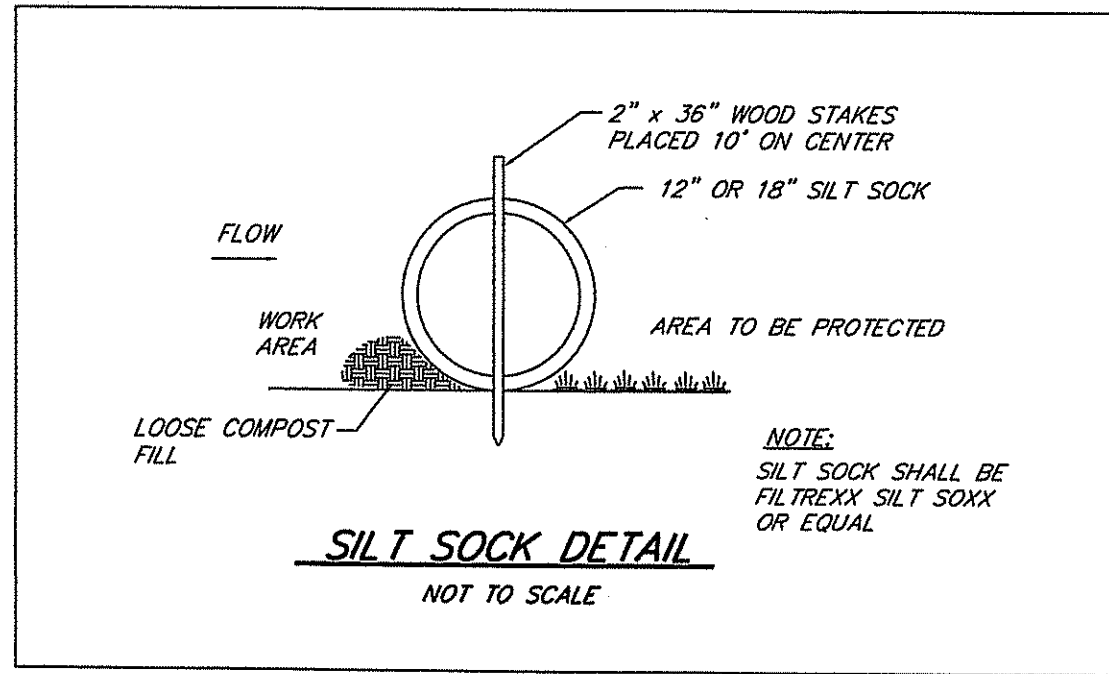 2" x 36" WOOD STAKES
PLACED 10' ON CENTER
12" OR 18" SILT SOCK
FLOW
WORK
AREA
AREA TO BE PROTECTED
LOOSE COMPOST
FILL
NOTE:
SILT SOCK SHALL BE
FILTREXX SILT SOXX
OR EQUAL
SILT SOCK DETAIL
NOT TO SCALE